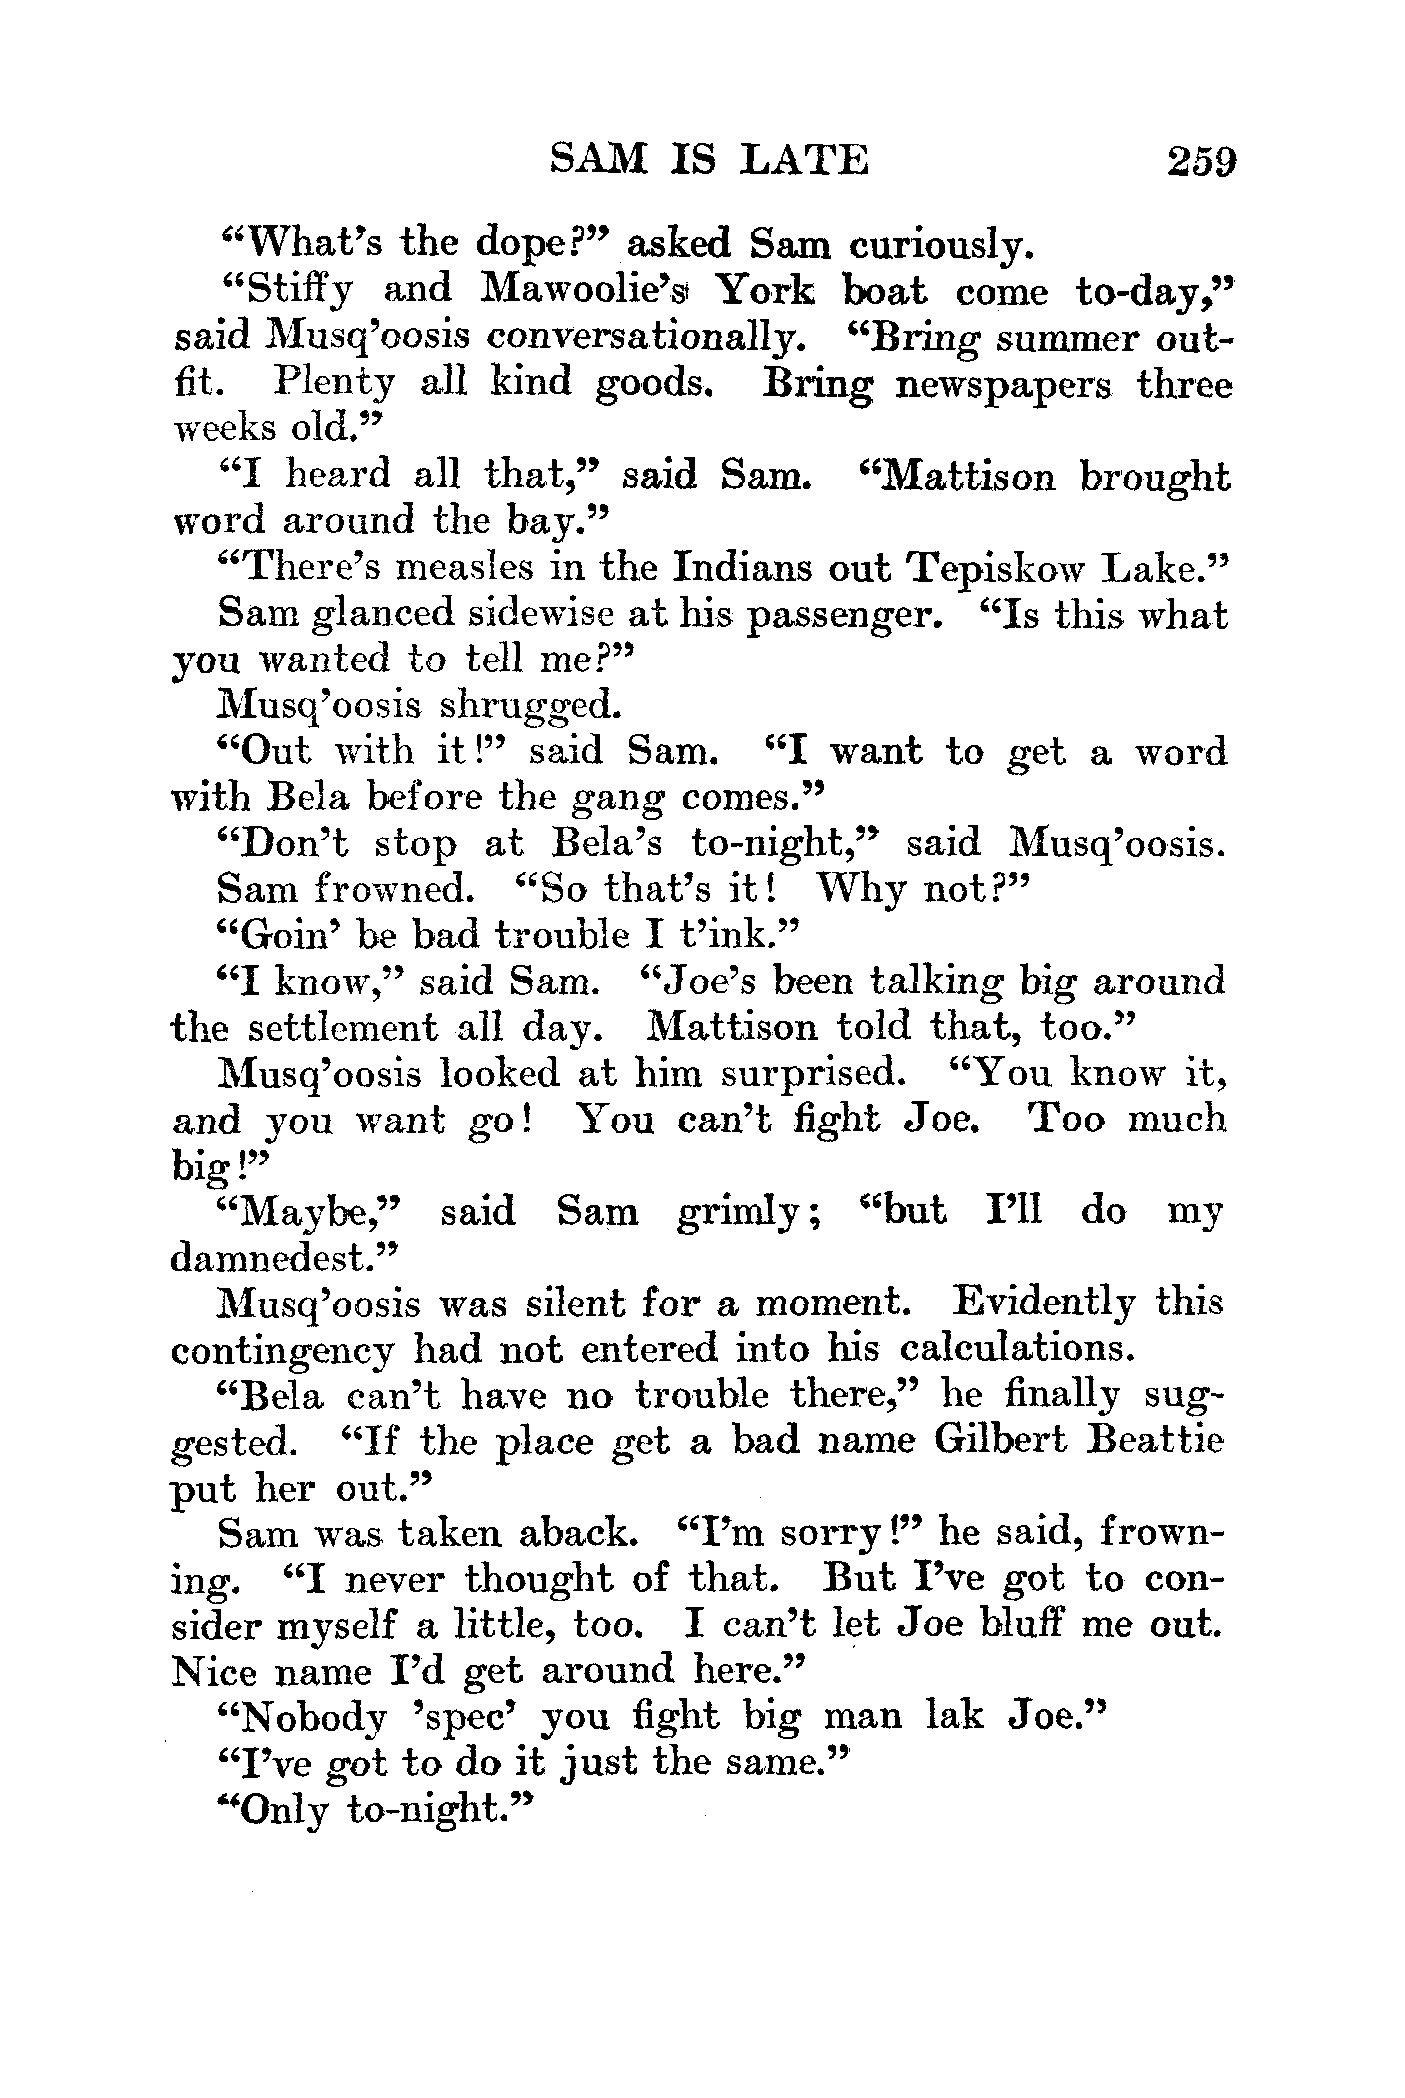 SAM IS LATE 259
“What’s the dope?” asked Sam curiously.
“Stiffy and Mawoolie’s York boat come to-day,”
said Musq’oosis conversationally. “Bring summer out-
fit. Plenty all kind goods. Bring newspapers three
weeks old.”
“I heard all that,” said Sam. “Mattison brought
word around the bay.”
“There’s measles in the Indians out Tepiskow Lake.”
Sam glanced sidewise at his passenger. “Is this what
you wanted to tell me?”
Musq’oosis shrugged.
“Out with it!” said Sam. “I want to get a word
with Bela before the gang comes.”
“Don’t stop at Bela’s to-night,” said Musq’oosis.
Sam frowned. “So that’s it! Why not?”
“Goin’ be bad trouble I t’ink.”
“I know,” said Sam. “Joe’s been talking big around
the settlement all day. Mattison told that, too.”
Musq’oosis looked at him surprised. “You know it,
and you want go! You can’t fight Joe. Too much
big!”
“Maybe,” said Sam grimly; “but I’ll do my
damnedest.”
Musq’oosis was silent for a moment. Evidently this
contingency had not entered into his calculations.
“Bela can’t have no trouble there,” he finally sug-
gested. “If the place get a bad name Gilbert Beattie
put her out.”
Sam was taken aback. “I’m sorry!” he said, frown-
ing. “I never thought of that. But I’ve got to con-
sider myself a little, too. I can’t let Joe bluff me out.
Nice name I’d get around here.”
“Nobody ’spec’ you fight big man lak Joe.”
“I’ve got to do it just the same.”
“Only to-night.”